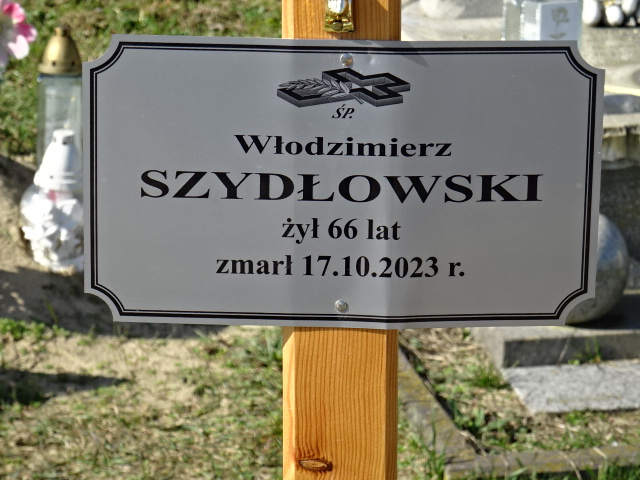 ŚP.
Włodzimierz
SZYDŁOWSKI
żył 66 lat
zmarł 17.10.2023 r.